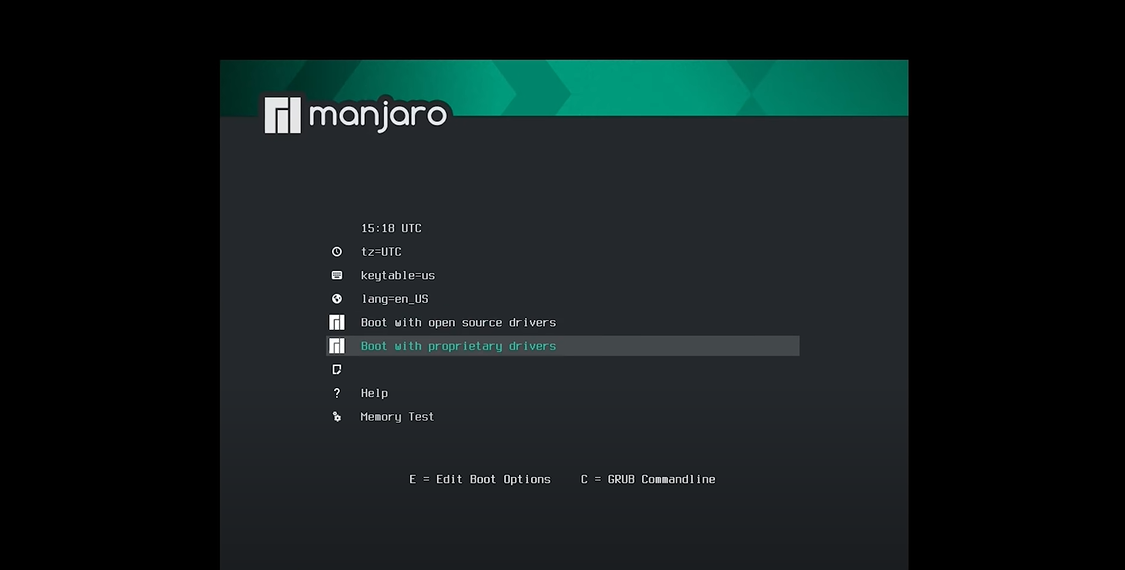 manjaro
15:18 UTC
tz=UTC
keytable=us
lang=en_US
Boot with open source drivers
Boot with proprietary drivers
? Help
Memory Test
E = Edit Boot Options C = GRUB Commandline